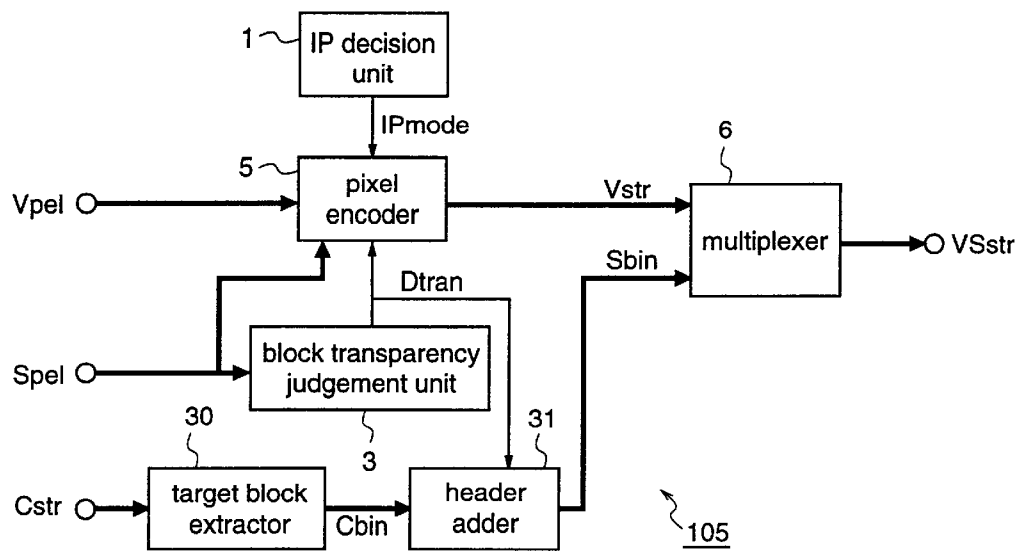 1
IP decision
unit
IPmode
5
6
Vpel
pixel
encoder
Vstr
multiplexer
VSstr
Sbin
Dtran
Spel
block transparency
judgement unit
30
3
31
Cstr
target block
extractor
Cbin
header
adder
105